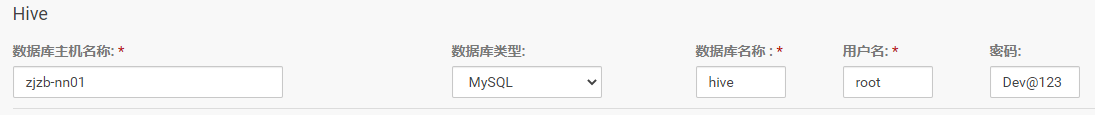 Hive
数据库主机名称: * 数据库类型: 数据库名称 : * 用户名: * 密码:
zjzb-nn01 MySQL hive root Dev@123